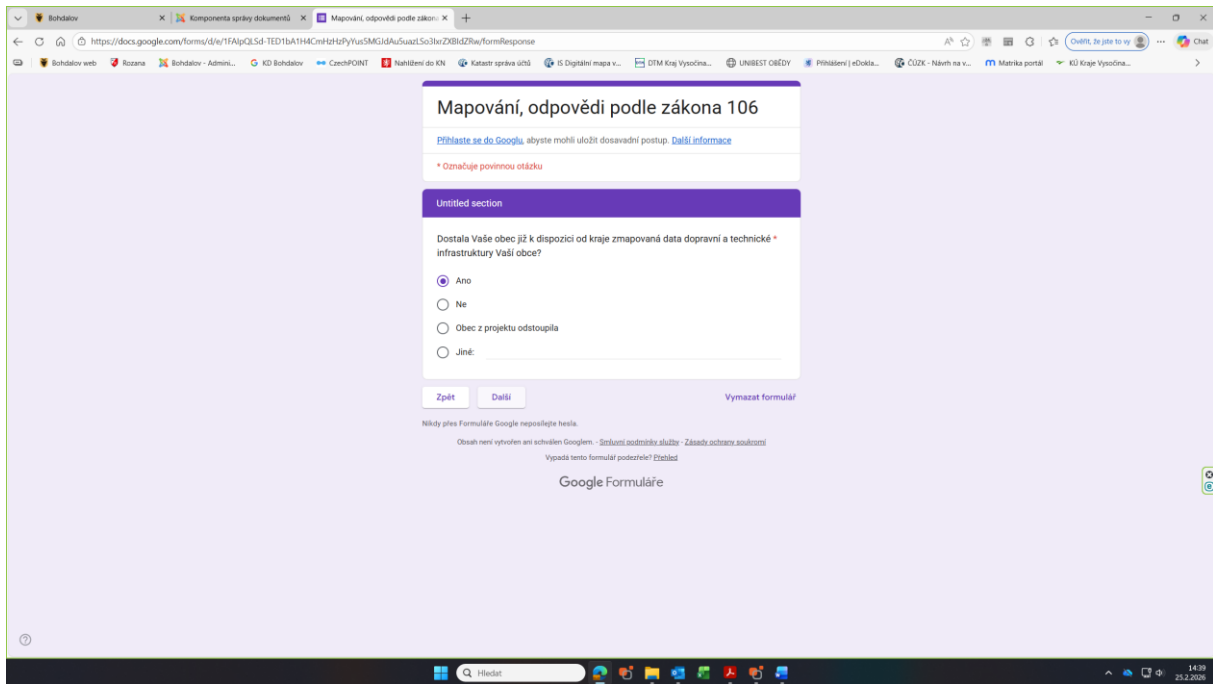 Bohdalov
Komponenta správy dokumentů
Mapování, odpovědi podle zákona
https://docs.google.com/forms/d/e/1FAIpQLSd-TED1bA1H4CmHzHzPyYus5MGJdAu5uazLSo3lxrZXBldZRw/formResponse
Ověřit, že jste to vy
Chat
Bohdalov web
Rozana
Bohdalov - Admini...
KD Bohdalov
CzechPOINT
Nahlížení do KN
Katastr správa účtů
IS Digitální mapa v...
DTM Kraj Vysočina...
UNIBEST OBĚDY
Přihlášení | eDokla...
ČÚZK - Návrh na v...
Matrika portál
KÚ Kraje Vysočina...
Mapování, odpovědi podle zákona 106
Přihlaste se do Googlu, abyste mohli uložit dosavadní postup. Další informace
* Označuje povinnou otázku
Untitled section
Dostala Vaše obec již k dispozici od kraje zmapovaná data dopravní a technické *
infrastruktury Vaší obce?
Ano
Ne
Obec z projektu odstoupila
Jiné:
Zpět
Další
Vymazat formulář
Nikdy přes Formuláře Google neposílejte hesla.
Obsah není vytvořen ani schválen Googlem. - Smluvní podmínky služby - Zásady ochrany soukromí
Vypadá tento formulář podezřele? Přehled
Google Formuláře
Hledat
14:39
25.2.2026